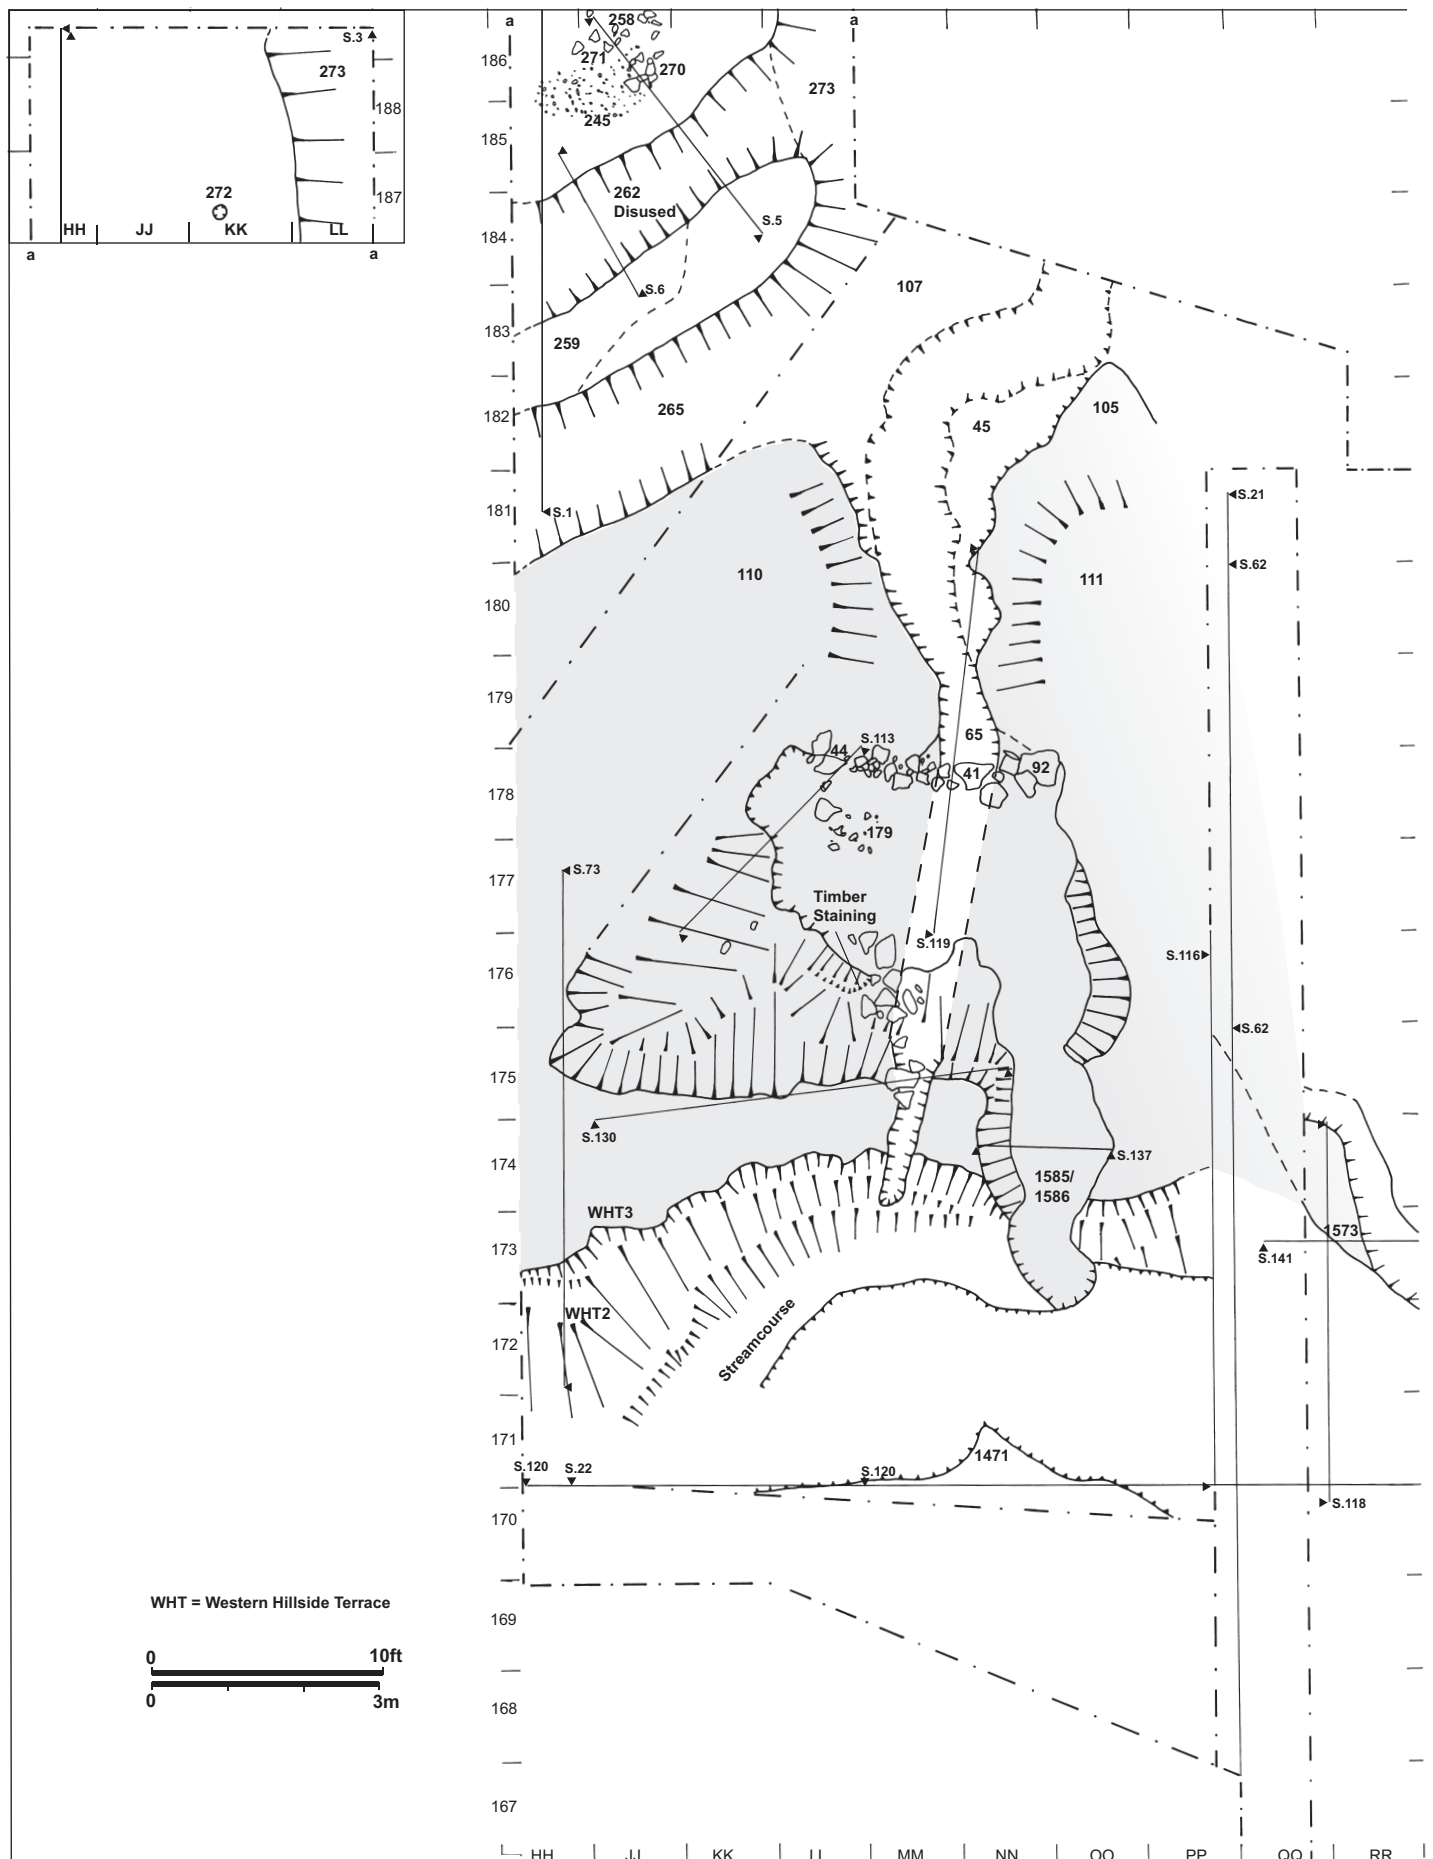 a
a
258
S.3
273
188
187
272
HH
JJ
KK
LL
a
a
186
271
270
273
245
185
262
Disused
S.5
184
S.6
107
183
259
182
265
45
105
S.21
181
S.1
S.62
110
111
180
179
65
S.113
44
41
92
178
179
S.73
177
Timber
Staining
S.119
S.116
176
S.62
175
S.130
S.137
174
1585/
1586
WHT3
1573
173
S.141
WHT2
172
Streamcourse
171
1471
S.120
S.22
S.120
S.118
170
WHT = Western Hillside Terrace
169
0
10ft
0
3m
168
167
HH
JJ
KK
LL
MM
NN
OO
PP
QQ
RR